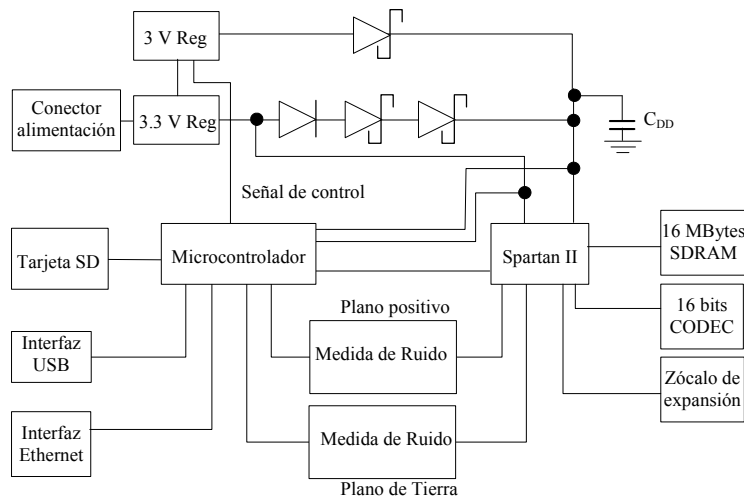 3 V Reg
Conector
alimentación
3.3 V Reg
C_DD
Señal de control
Tarjeta SD
Microcontrolador
Spartan II
16 MBytes
SDRAM
Plano positivo
16 bits
CODEC
Interfaz
USB
Medida de Ruido
Zócalo de
expansión
Interfaz
Ethernet
Medida de Ruido
Plano de Tierra